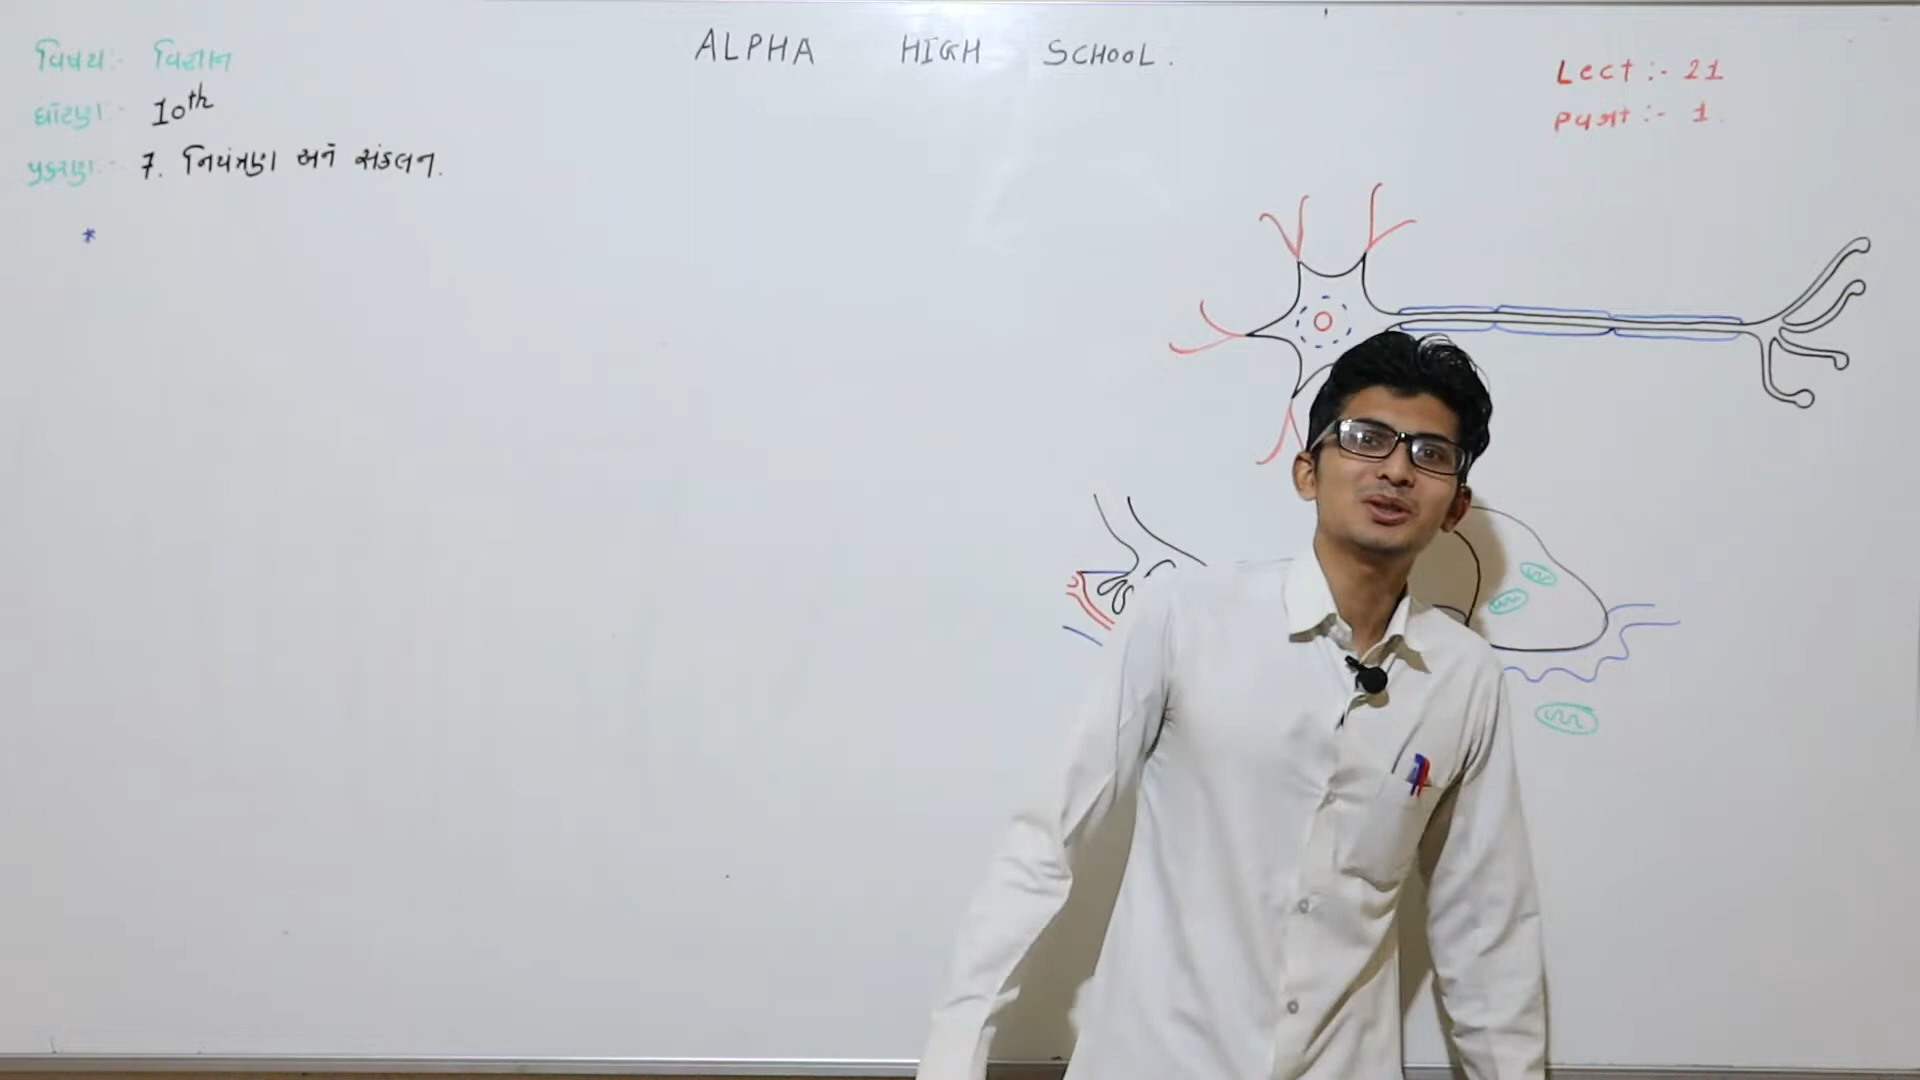 ALPHA HIGH SCHOOL.
વિષય:- વિજ્ઞાન
ધોરણ:- 10th
પ્રકરણ:- 7. નિયંત્રણ અને સંકલન.
*
Lect:- 21
Part:- 1.